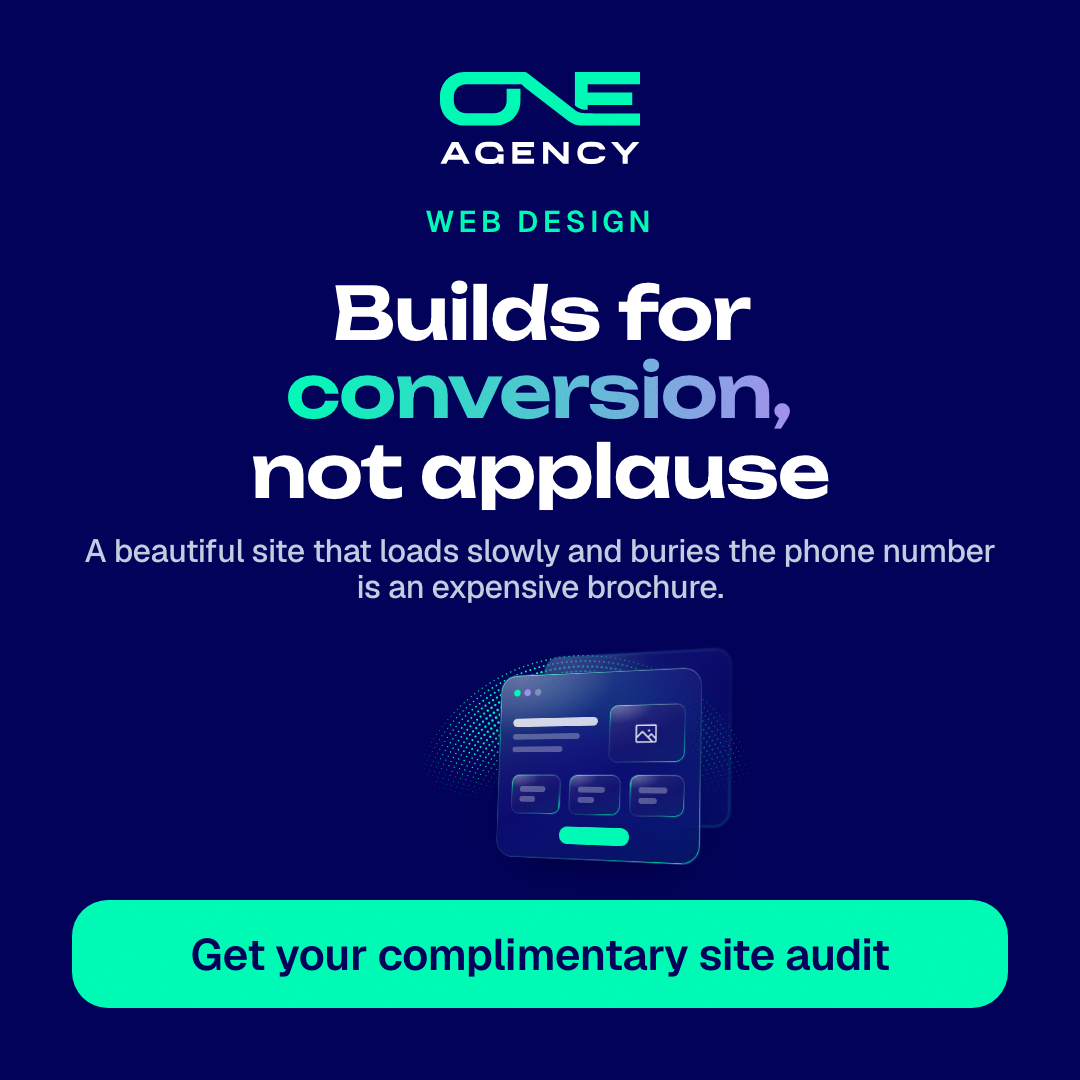 ONE
AGENCY
WEB DESIGN
Builds for
conversion,
not applause
A beautiful site that loads slowly and buries the phone number
is an expensive brochure.
Get your complimentary site audit